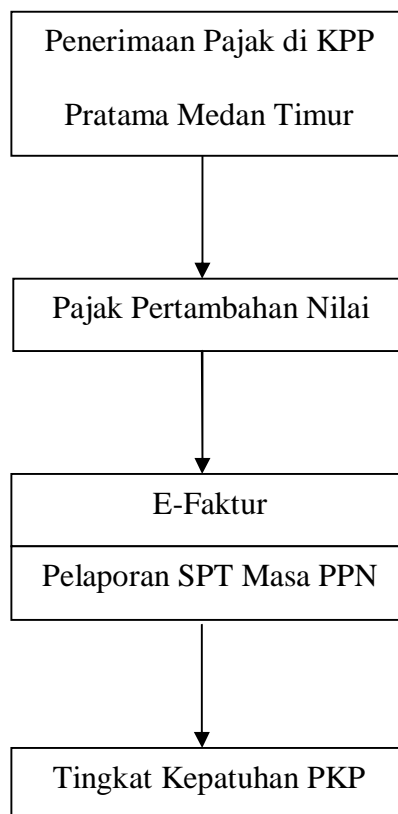 Penerimaan Pajak di KPP
Pratama Medan Timur
Pajak Pertambahan Nilai
E-Faktur
Pelaporan SPT Masa PPN
Tingkat Kepatuhan PKP